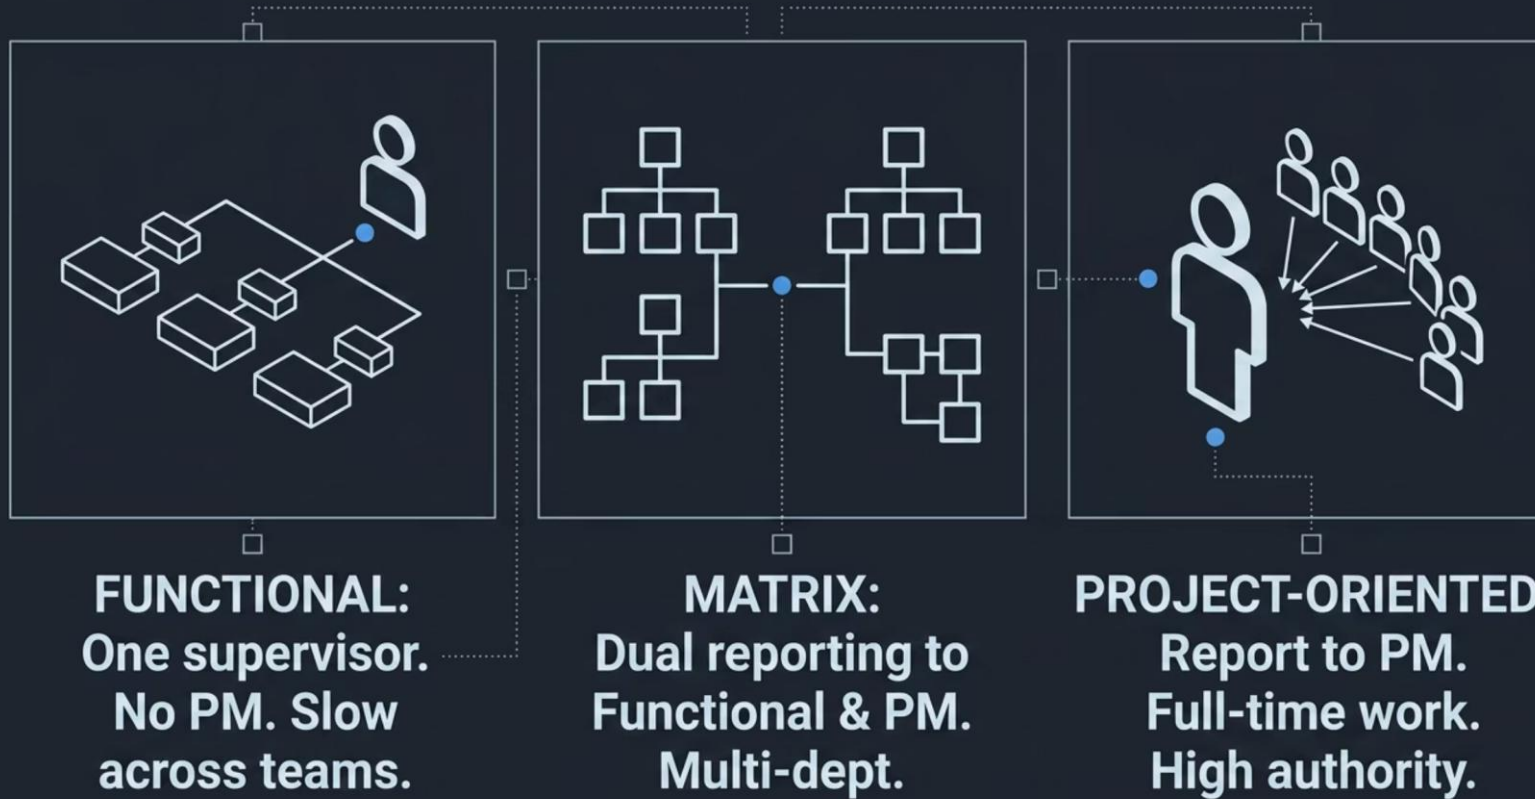 FUNCTIONAL:
One supervisor.
No PM. Slow
across teams.
MATRIX:
Dual reporting to
Functional & PM.
Multi-dept.
PROJECT-ORIENTED
Report to PM.
Full-time work.
High authority.